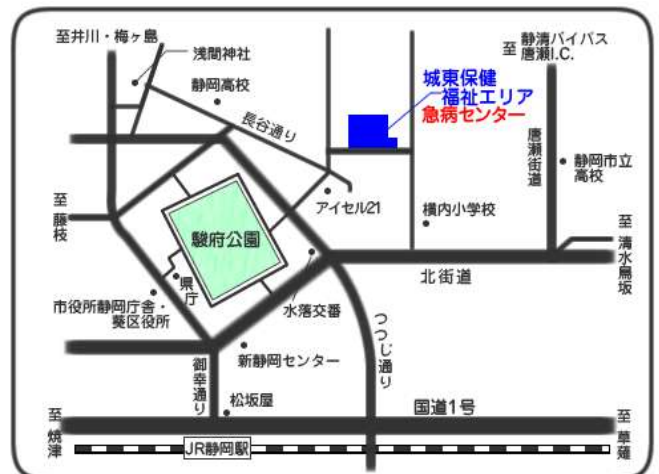 至井川・梅ヶ島
浅間神社
静岡高校
長谷通り
城東保健
福祉エリア
急病センター
至
静清バイパス
唐瀬I.C.
唐瀬街道
静岡市立
高校
至
藤枝
アイセル21
横内小学校
至
清水鳥坂
駿府公園
県庁
北街道
市役所静岡庁舎・
葵区役所
水落交番
つつじ通り
新静岡センター
御幸通り
松坂屋
国道1号
至
焼津
JR静岡駅
至
草薙